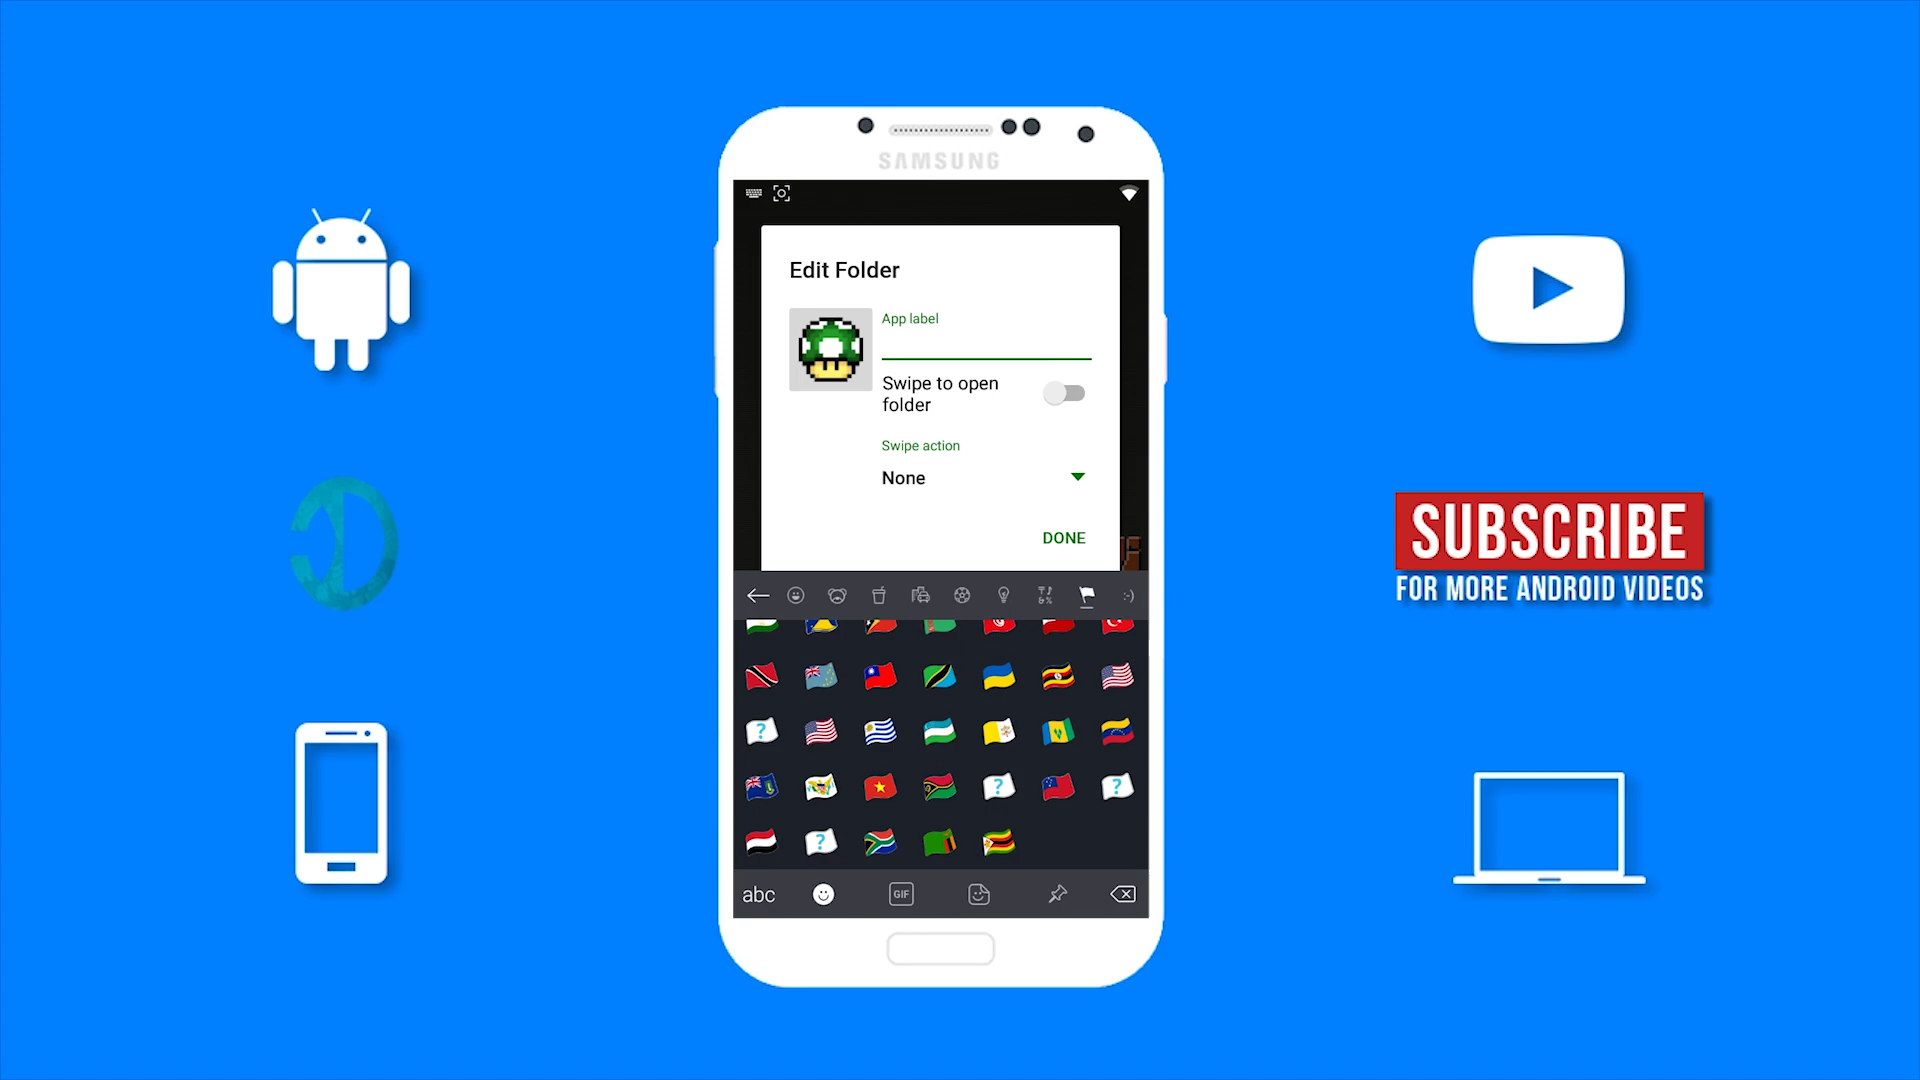 SAMSUNG
Edit Folder
App label
Swipe to open
folder
Swipe action
None
DONE
SUBSCRIBE
FOR MORE ANDROID VIDEOS
:-)
abc
GIF